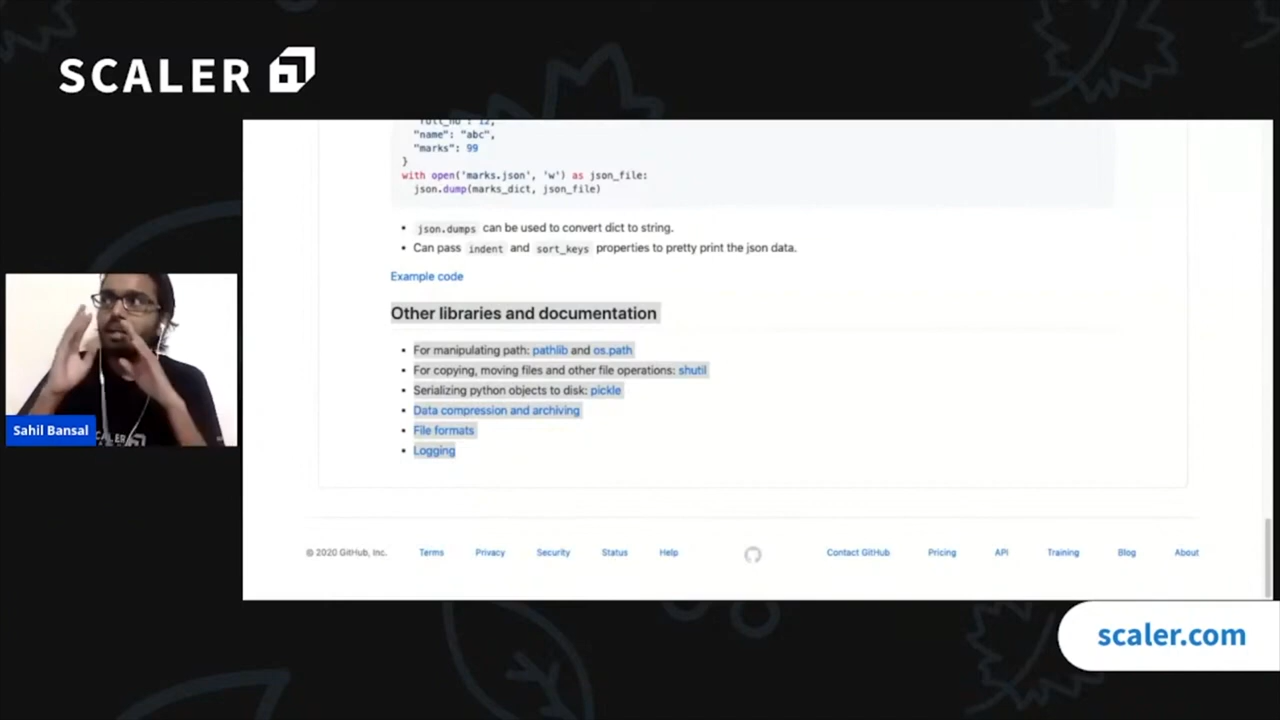 SCALER
"name": "abc",
"marks": 99
}
with open('marks.json', 'w') as json_file:
json.dump(marks_dict, json_file)
• json.dumps can be used to convert dict to string.
• Can pass indent and sort_keys properties to pretty print the json data.
Example code
Other libraries and documentation
• For manipulating path: pathlib and os.path
• For copying, moving files and other file operations: shutil
• Serializing python objects to disk: pickle
• Data compression and archiving
• File formats
• Logging
Sahil Bansal
© 2020 GitHub, Inc. Terms Privacy Security Status Help Contact GitHub Pricing API Training Blog About
scaler.com